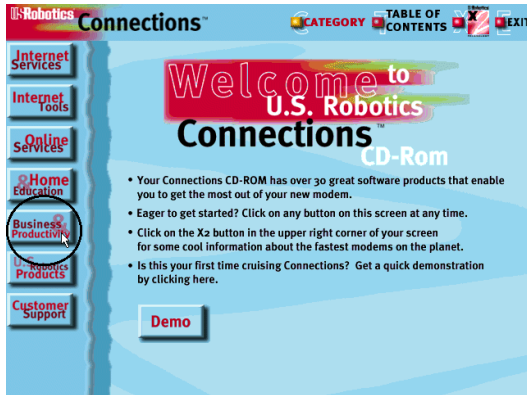 U.S.Robotics Connections™
CATEGORY
TABLE OF
CONTENTS
X2
EXIT
Internet
Services
Internet
Tools
Online
Services
&Home
Education
Business &
Productivity
U.S.
Robotics
Products
Customer
Support
Welcome to
U.S. Robotics
Connections™
CD-Rom
• Your Connections CD-ROM has over 30 great software products that enable
you to get the most out of your new modem.
• Eager to get started? Click on any button on this screen at any time.
• Click on the X2 button in the upper right corner of your screen
for some cool information about the fastest modems on the planet.
• Is this your first time cruising Connections? Get a quick demonstration
by clicking here.
Demo